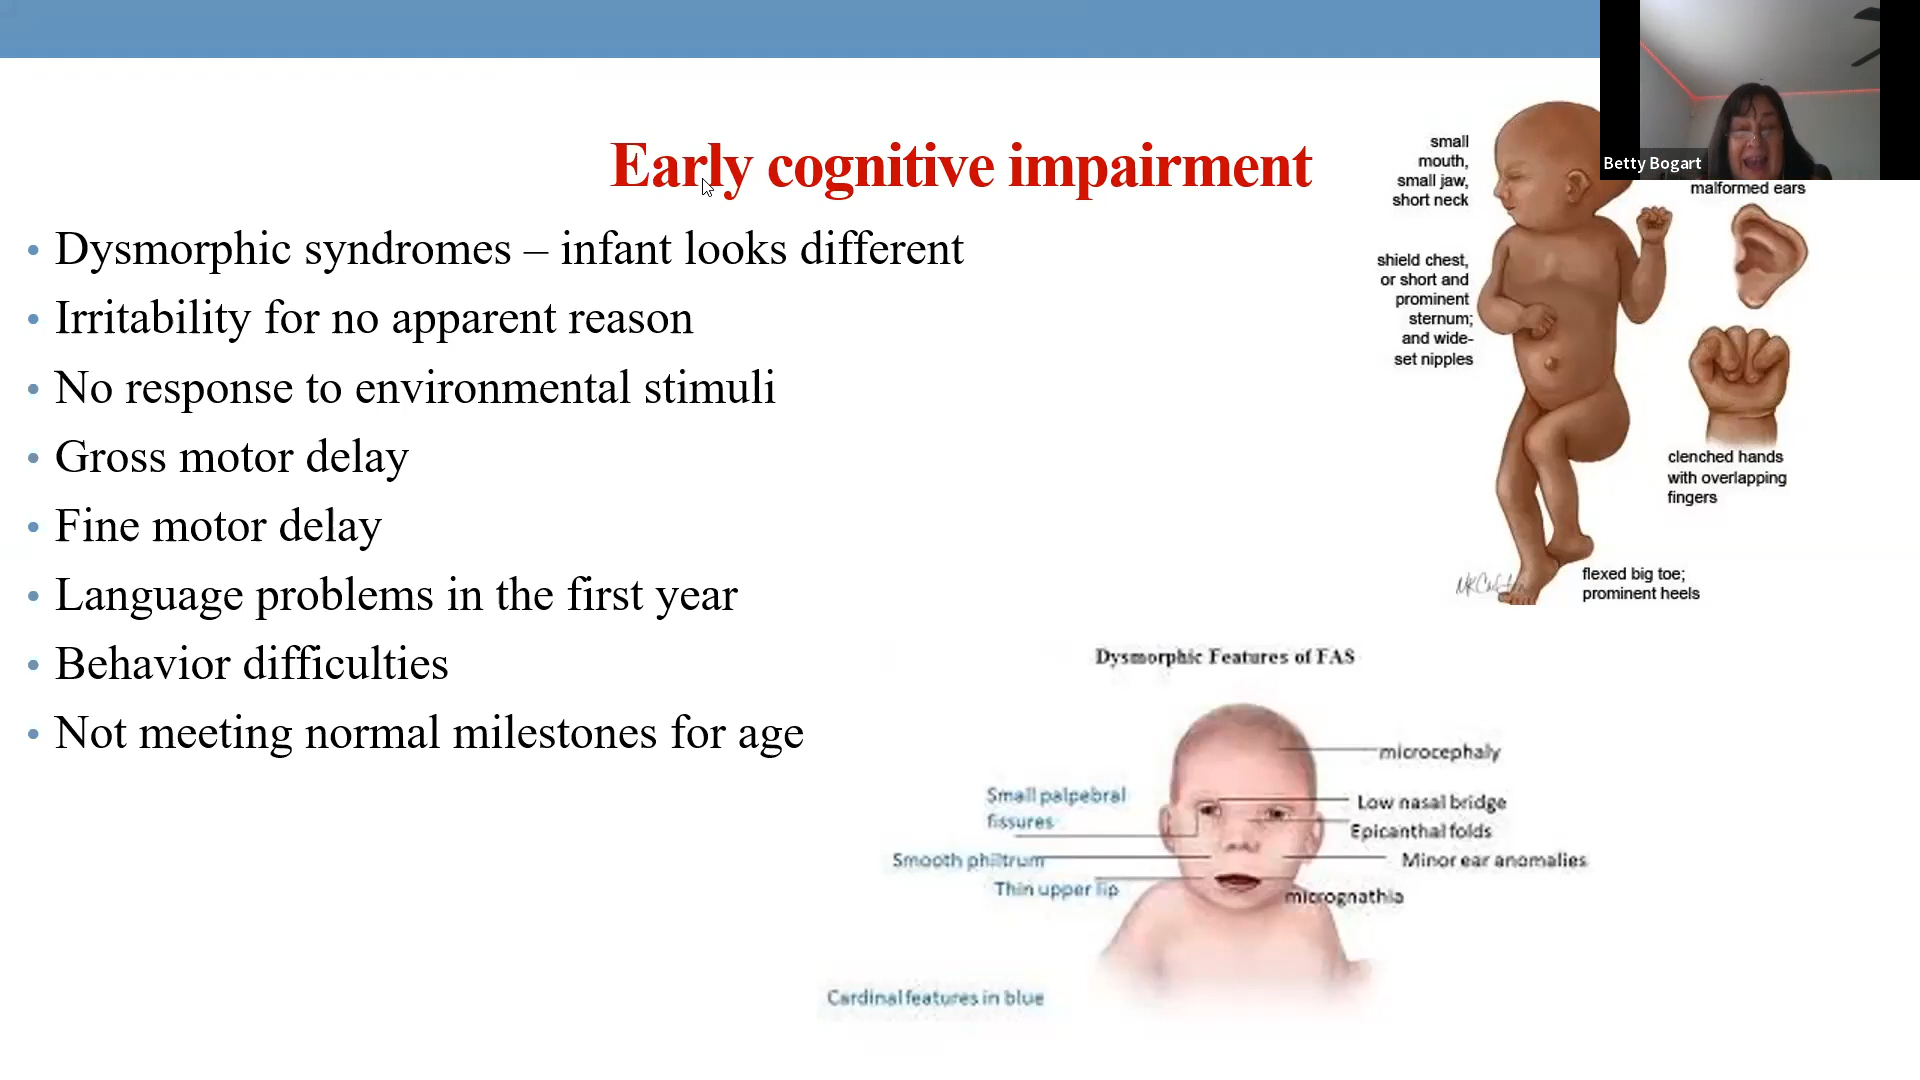 Early cognitive impairment
• Dysmorphic syndromes – infant looks different
• Irritability for no apparent reason
• No response to environmental stimuli
• Gross motor delay
• Fine motor delay
• Language problems in the first year
• Behavior difficulties
• Not meeting normal milestones for age
small
mouth,
small jaw,
short neck
shield chest,
or short and
prominent
sternum;
and wide-
set nipples
Betty Bogart
malformed ears
clenched hands
with overlapping
fingers
flexed big toe;
prominent heels
Dysmorphic Features of FAS
microcephaly
Small palpebral
fissures
Low nasal bridge
Epicanthal folds
Smooth philtrum
Minor ear anomalies
Thin upper lip
micrognathia
Cardinal features in blue